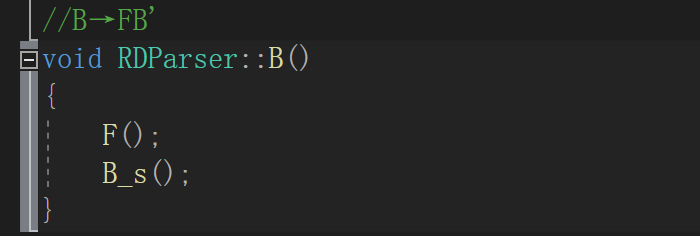 //B→FB’
void RDParser::B()
{
F();
B_s();
}